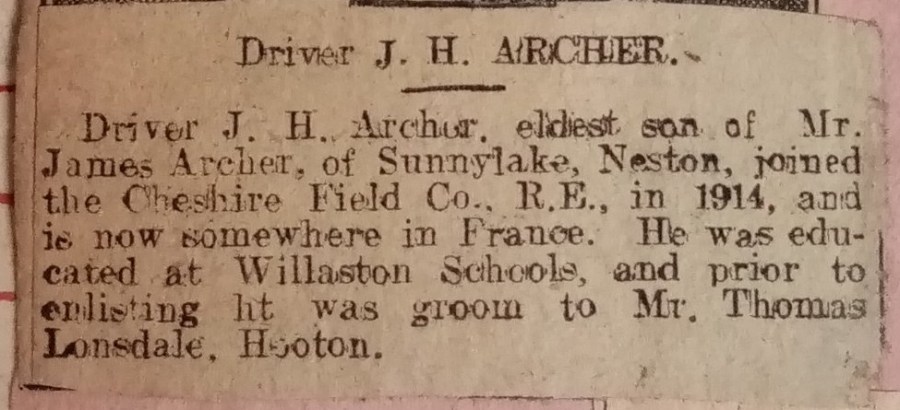 Driver J. H. ARCHER.
Driver J. H. Archer, eldest son of Mr.
James Archer, of Sunnylake, Neston, joined
the Cheshire Field Co., R.E., in 1914, and
is now somewhere in France. He was edu-
cated at Willaston Schools, and prior to
enlisting ht was groom to Mr. Thomas
Lonsdale, Hooton.